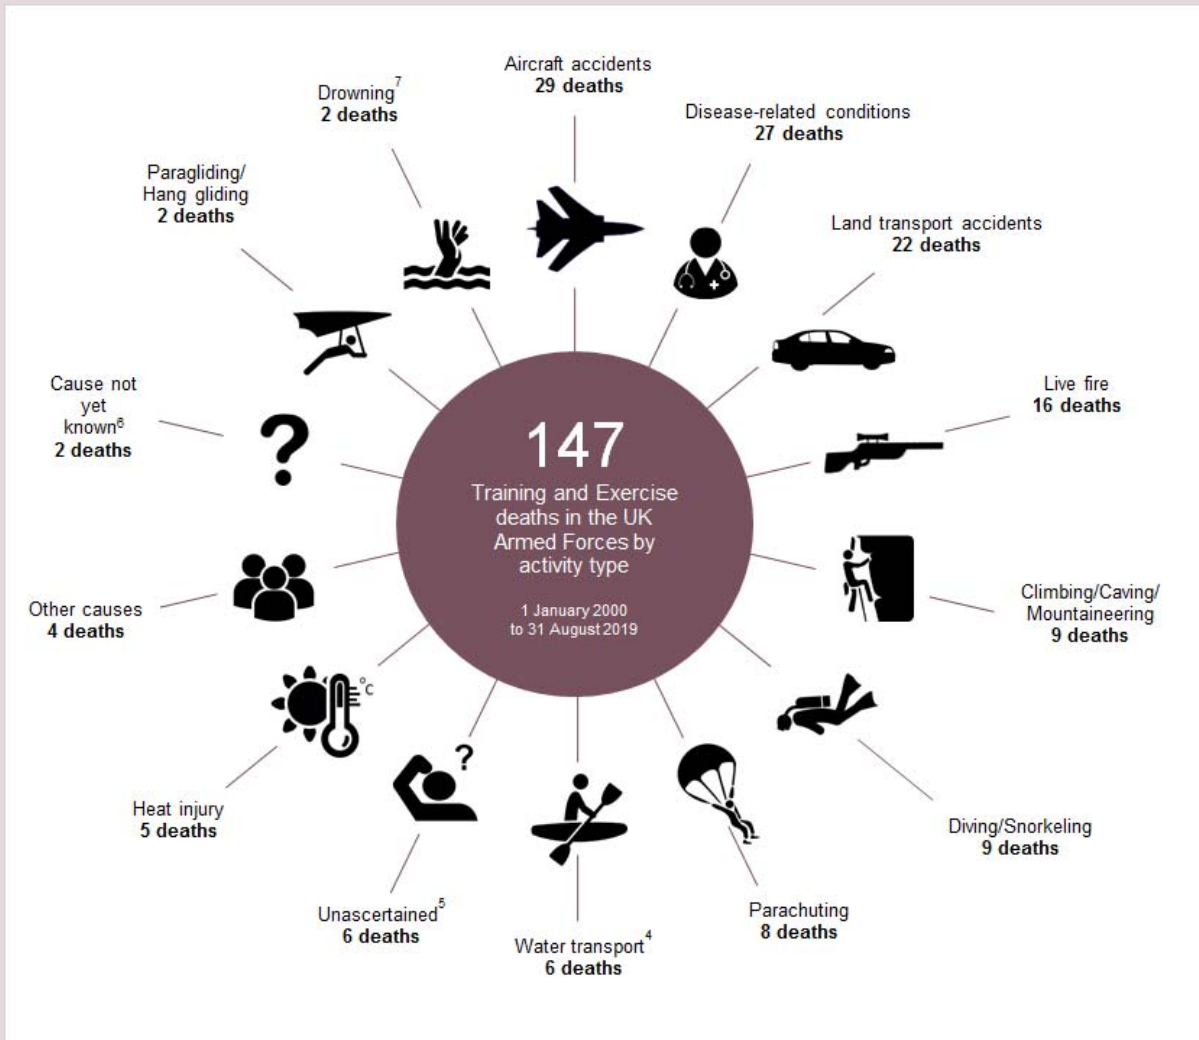 Aircraft accidents
29 deaths
Disease-related conditions
27 deaths
Land transport accidents
22 deaths
Live fire
16 deaths
Climbing/Caving/
Mountaineering
9 deaths
Diving/Snorkeling
9 deaths
Parachuting
8 deaths
Water transport⁴
6 deaths
Unascertained⁵
6 deaths
Heat injury
5 deaths
Other causes
4 deaths
Cause not
yet
known⁶
2 deaths
Paragliding/
Hang gliding
2 deaths
Drowning⁷
2 deaths
147
Training and Exercise
deaths in the UK
Armed Forces by
activity type
1 January 2000
to 31 August 2019
°c
?